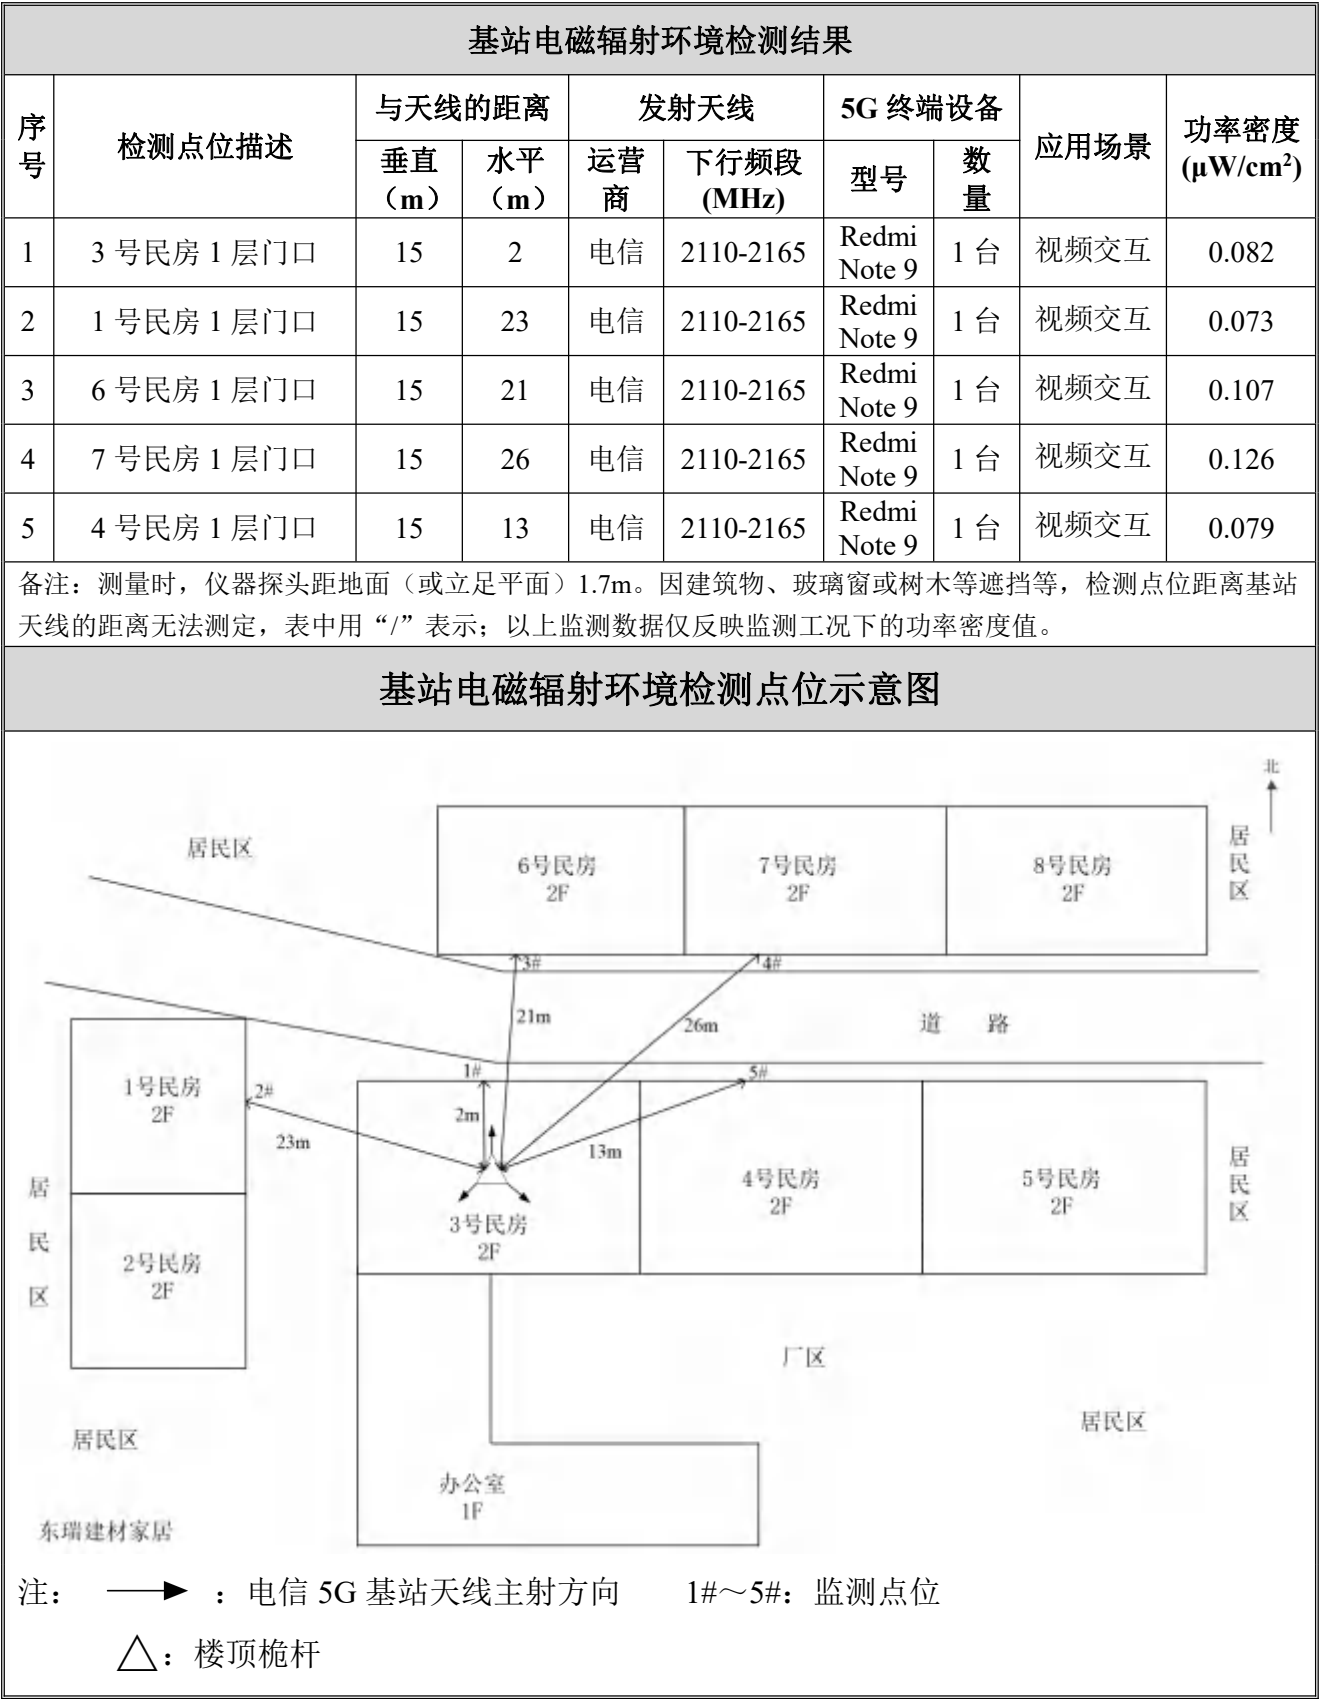 基站电磁辐射环境检测结果
序号 检测点位描述 与天线的距离 发射天线 5G 终端设备 应用场景 功率密度(μW/cm²)
垂直（m） 水平（m） 运营商 下行频段(MHz) 型号 数量
1 3 号民房 1 层门口 15 2 电信 2110-2165 Redmi Note 9 1 台 视频交互 0.082
2 1 号民房 1 层门口 15 23 电信 2110-2165 Redmi Note 9 1 台 视频交互 0.073
3 6 号民房 1 层门口 15 21 电信 2110-2165 Redmi Note 9 1 台 视频交互 0.107
4 7 号民房 1 层门口 15 26 电信 2110-2165 Redmi Note 9 1 台 视频交互 0.126
5 4 号民房 1 层门口 15 13 电信 2110-2165 Redmi Note 9 1 台 视频交互 0.079
备注：测量时，仪器探头距地面（或立足平面）1.7m。因建筑物、玻璃窗或树木等遮挡等，检测点位距离基站
天线的距离无法测定，表中用“/”表示；以上监测数据仅反映监测工况下的功率密度值。
基站电磁辐射环境检测点位示意图
北
居民区
6号民房
2F
7号民房
2F
8号民房
2F
居民区
3#
4#
21m
26m
道 路
1#
5#
1号民房
2F
2#
2m
23m
13m
居民区
3号民房
2F
4号民房
2F
5号民房
2F
居民区
2号民房
2F
厂区
居民区
居民区
办公室
1F
东瑞建材家居
注： ：电信 5G 基站天线主射方向 1#～5#：监测点位
△：楼顶桅杆